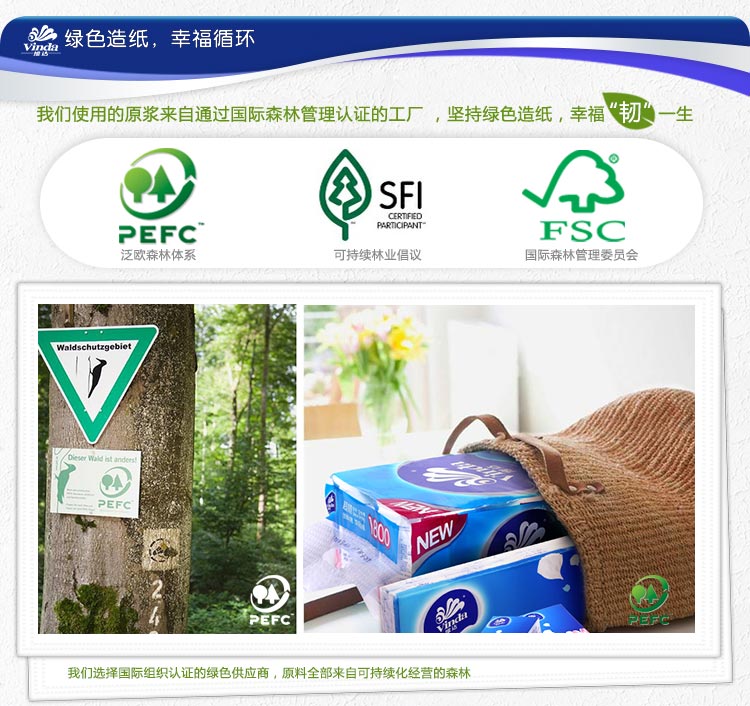 Vinda
维达
绿色造纸，幸福循环
我们使用的原浆来自通过国际森林管理认证的工厂 ，坚持绿色造纸，幸福“韧”一生
PEFC™
泛欧森林体系
SFI
CERTIFIED
PARTICIPANT™
可持续林业倡议
®
FSC
国际森林管理委员会
Waldschutzgebiet
Dieser Wald ist anders!
PEFC
24
PEFC
Vinda
Vinda
1800
NEW
Vinda
维达
PEFC
我们选择国际组织认证的绿色供应商，原料全部来自可持续化经营的森林